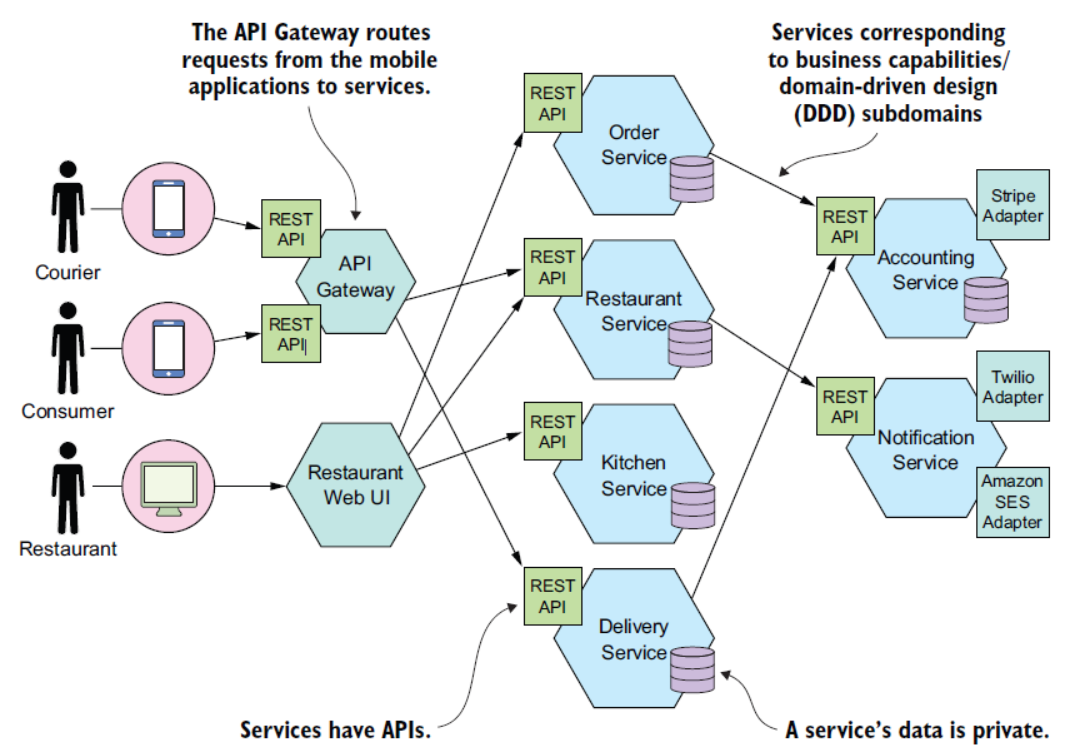 The API Gateway routes
requests from the mobile
applications to services.
Services corresponding
to business capabilities/
domain-driven design
(DDD) subdomains
Courier
Consumer
Restaurant
REST
API
REST
API|
API
Gateway
Restaurant
Web UI
REST
API
Order
Service
REST
API
Restaurant
Service
REST
API
Kitchen
Service
REST
API
Delivery
Service
REST
API
Accounting
Service
Stripe
Adapter
REST
API
Notification
Service
Twilio
Adapter
Amazon
SES
Adapter
Services have APIs.
A service’s data is private.